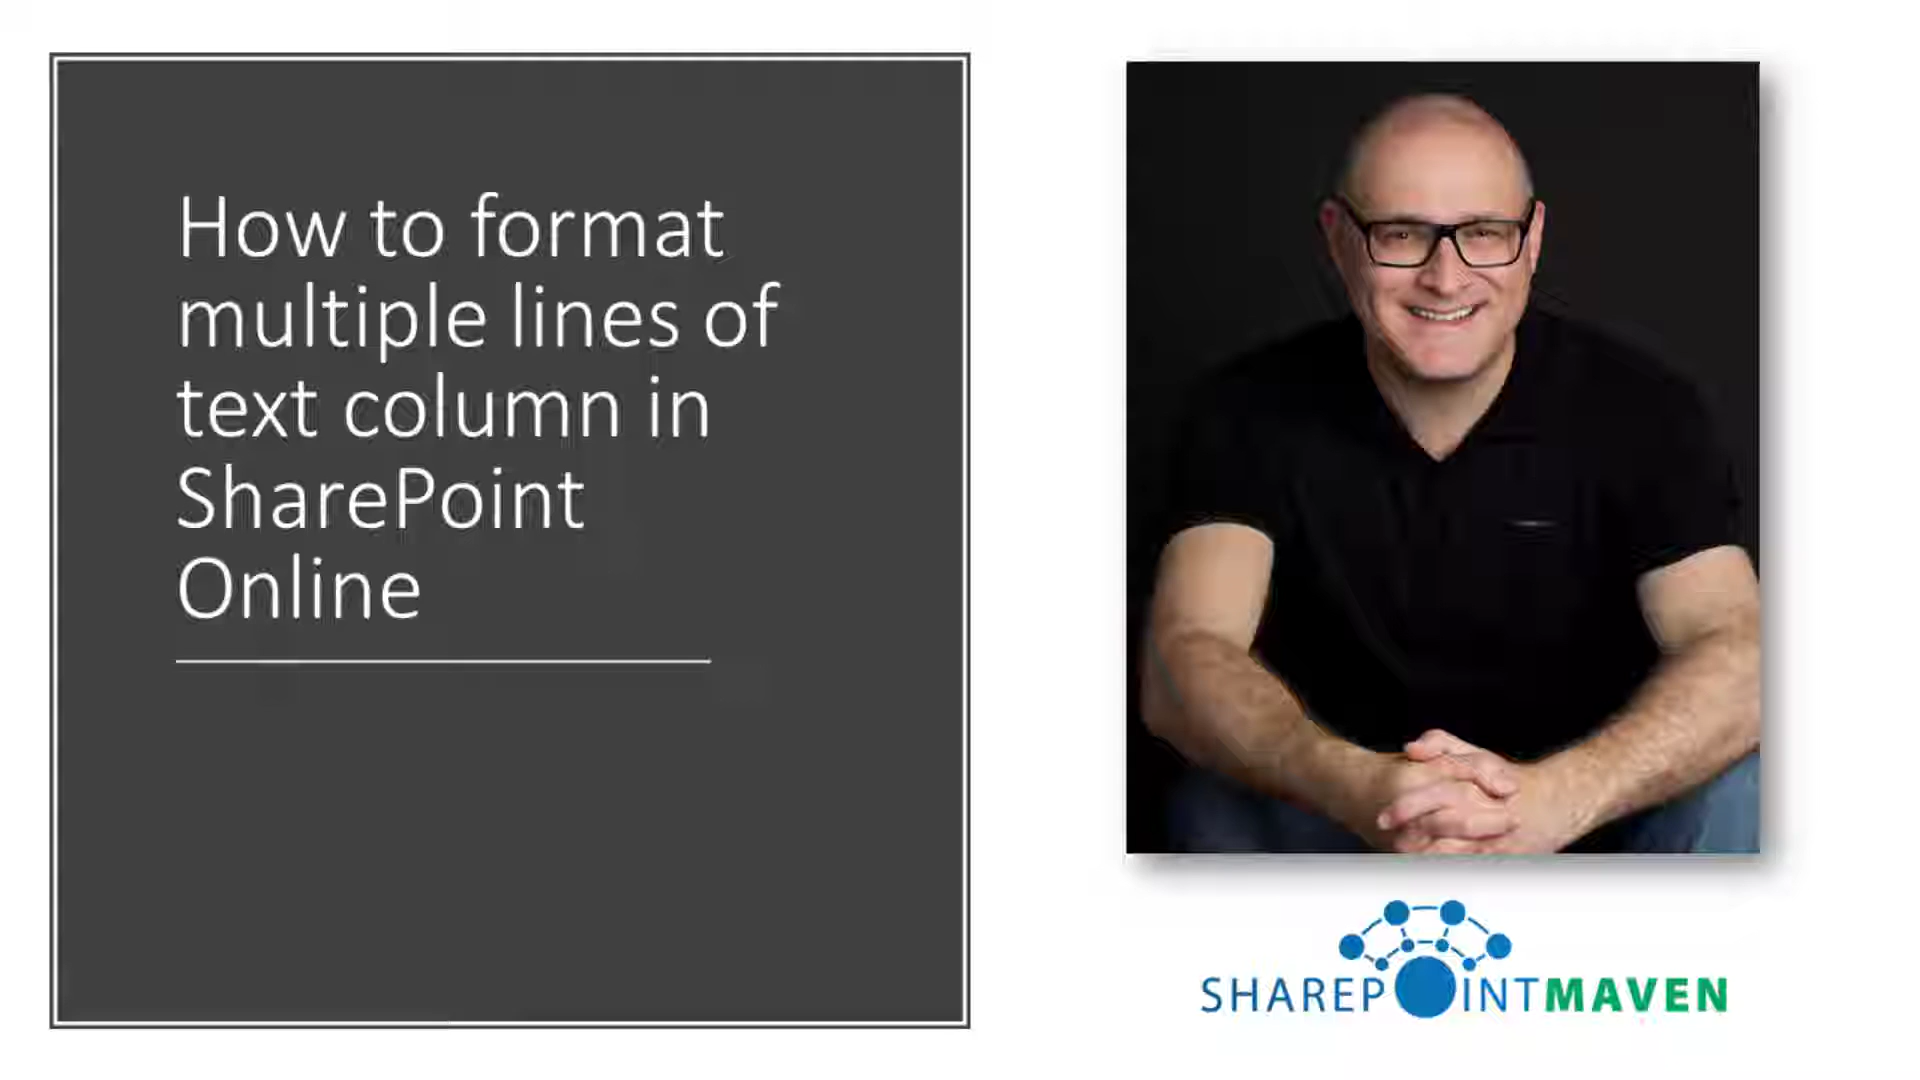 How to format
multiple lines of
text column in
SharePoint
Online
SHAREPOINTMAVEN